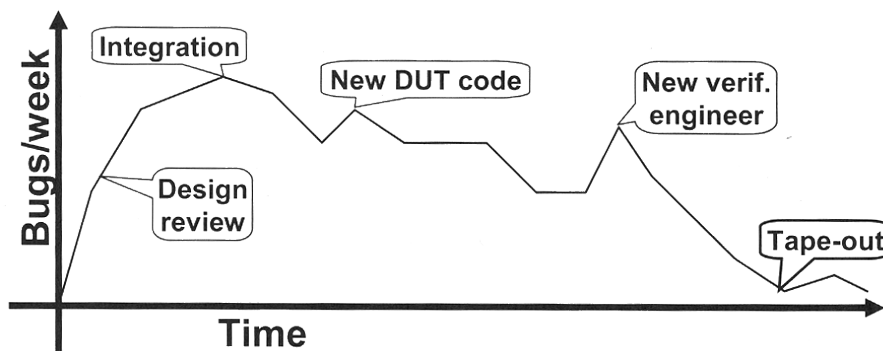 Integration
New DUT code
New verif.
engineer
Design
review
Tape-out
Bugs/week
Time